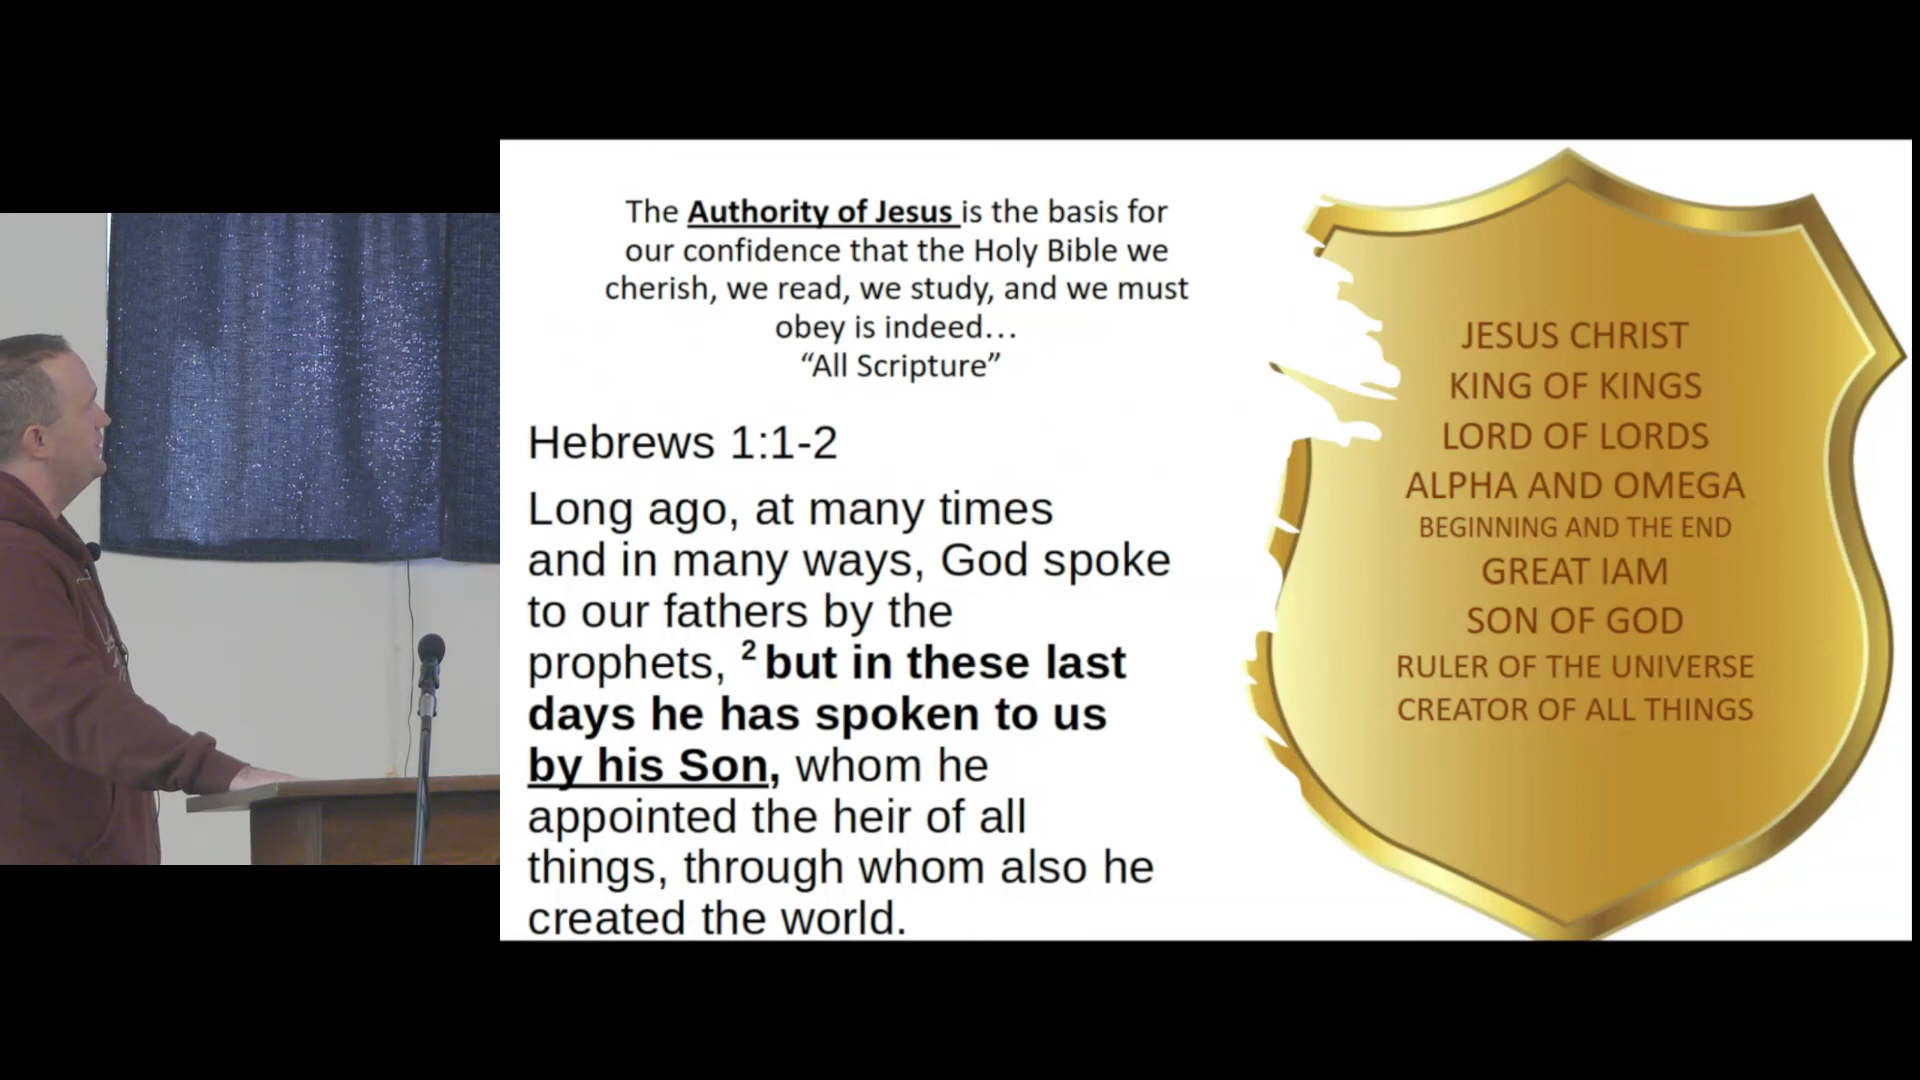 The Authority of Jesus is the basis for
our confidence that the Holy Bible we
cherish, we read, we study, and we must
obey is indeed…
“All Scripture”
Hebrews 1:1-2
Long ago, at many times
and in many ways, God spoke
to our fathers by the
prophets, ² but in these last
days he has spoken to us
by his Son, whom he
appointed the heir of all
things, through whom also he
created the world.
JESUS CHRIST
KING OF KINGS
LORD OF LORDS
ALPHA AND OMEGA
BEGINNING AND THE END
GREAT IAM
SON OF GOD
RULER OF THE UNIVERSE
CREATOR OF ALL THINGS